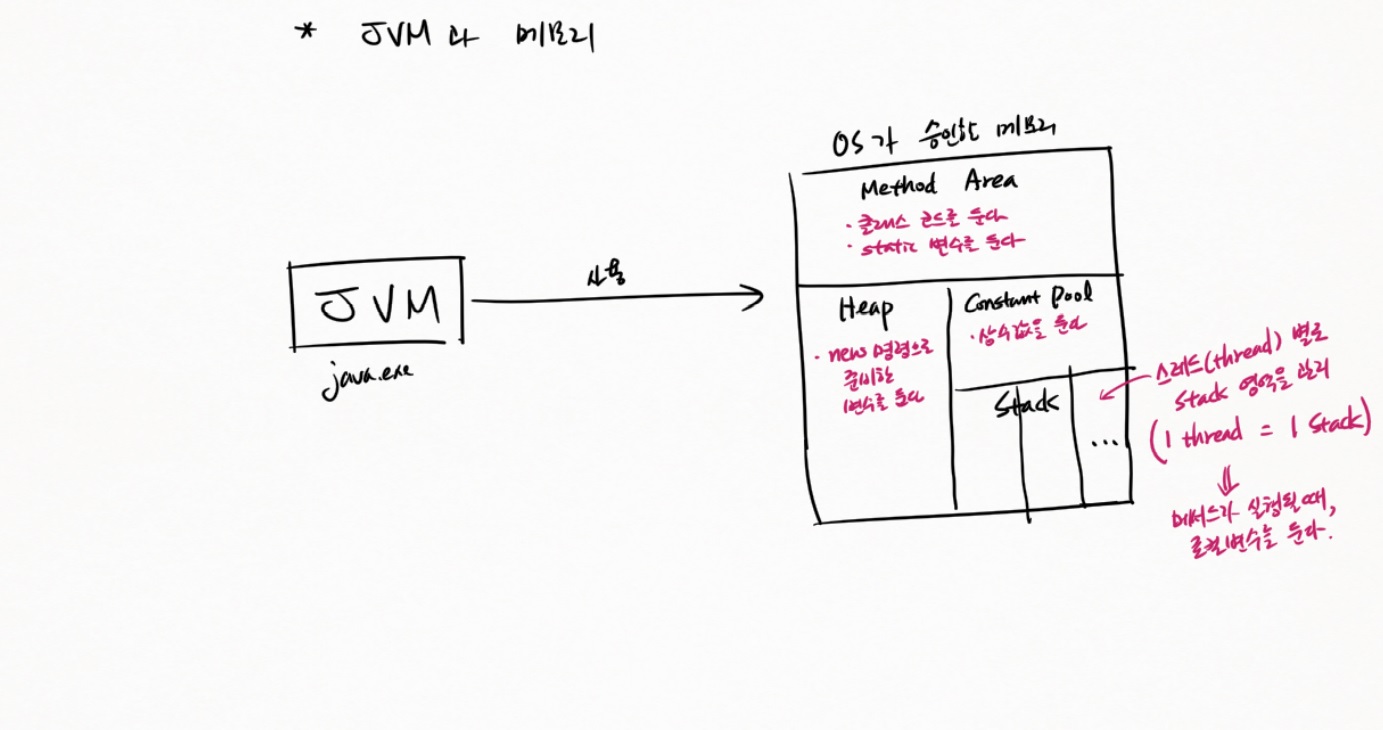 * JVM 과 메모리
OS가 승인한 메모리
Method Area
· 클래스 코드를 둔다
· static 변수를 둔다
JVM
java.exe
사용
Heap
· new 명령으로
준비한
변수를 둔다
Constant Pool
· 상수값을 둔다
Stack
...
스레드(thread) 별로
Stack 영역을 관리
(1 thread = 1 Stack)
메서드가 실행될 때,
로컬변수를 둔다.